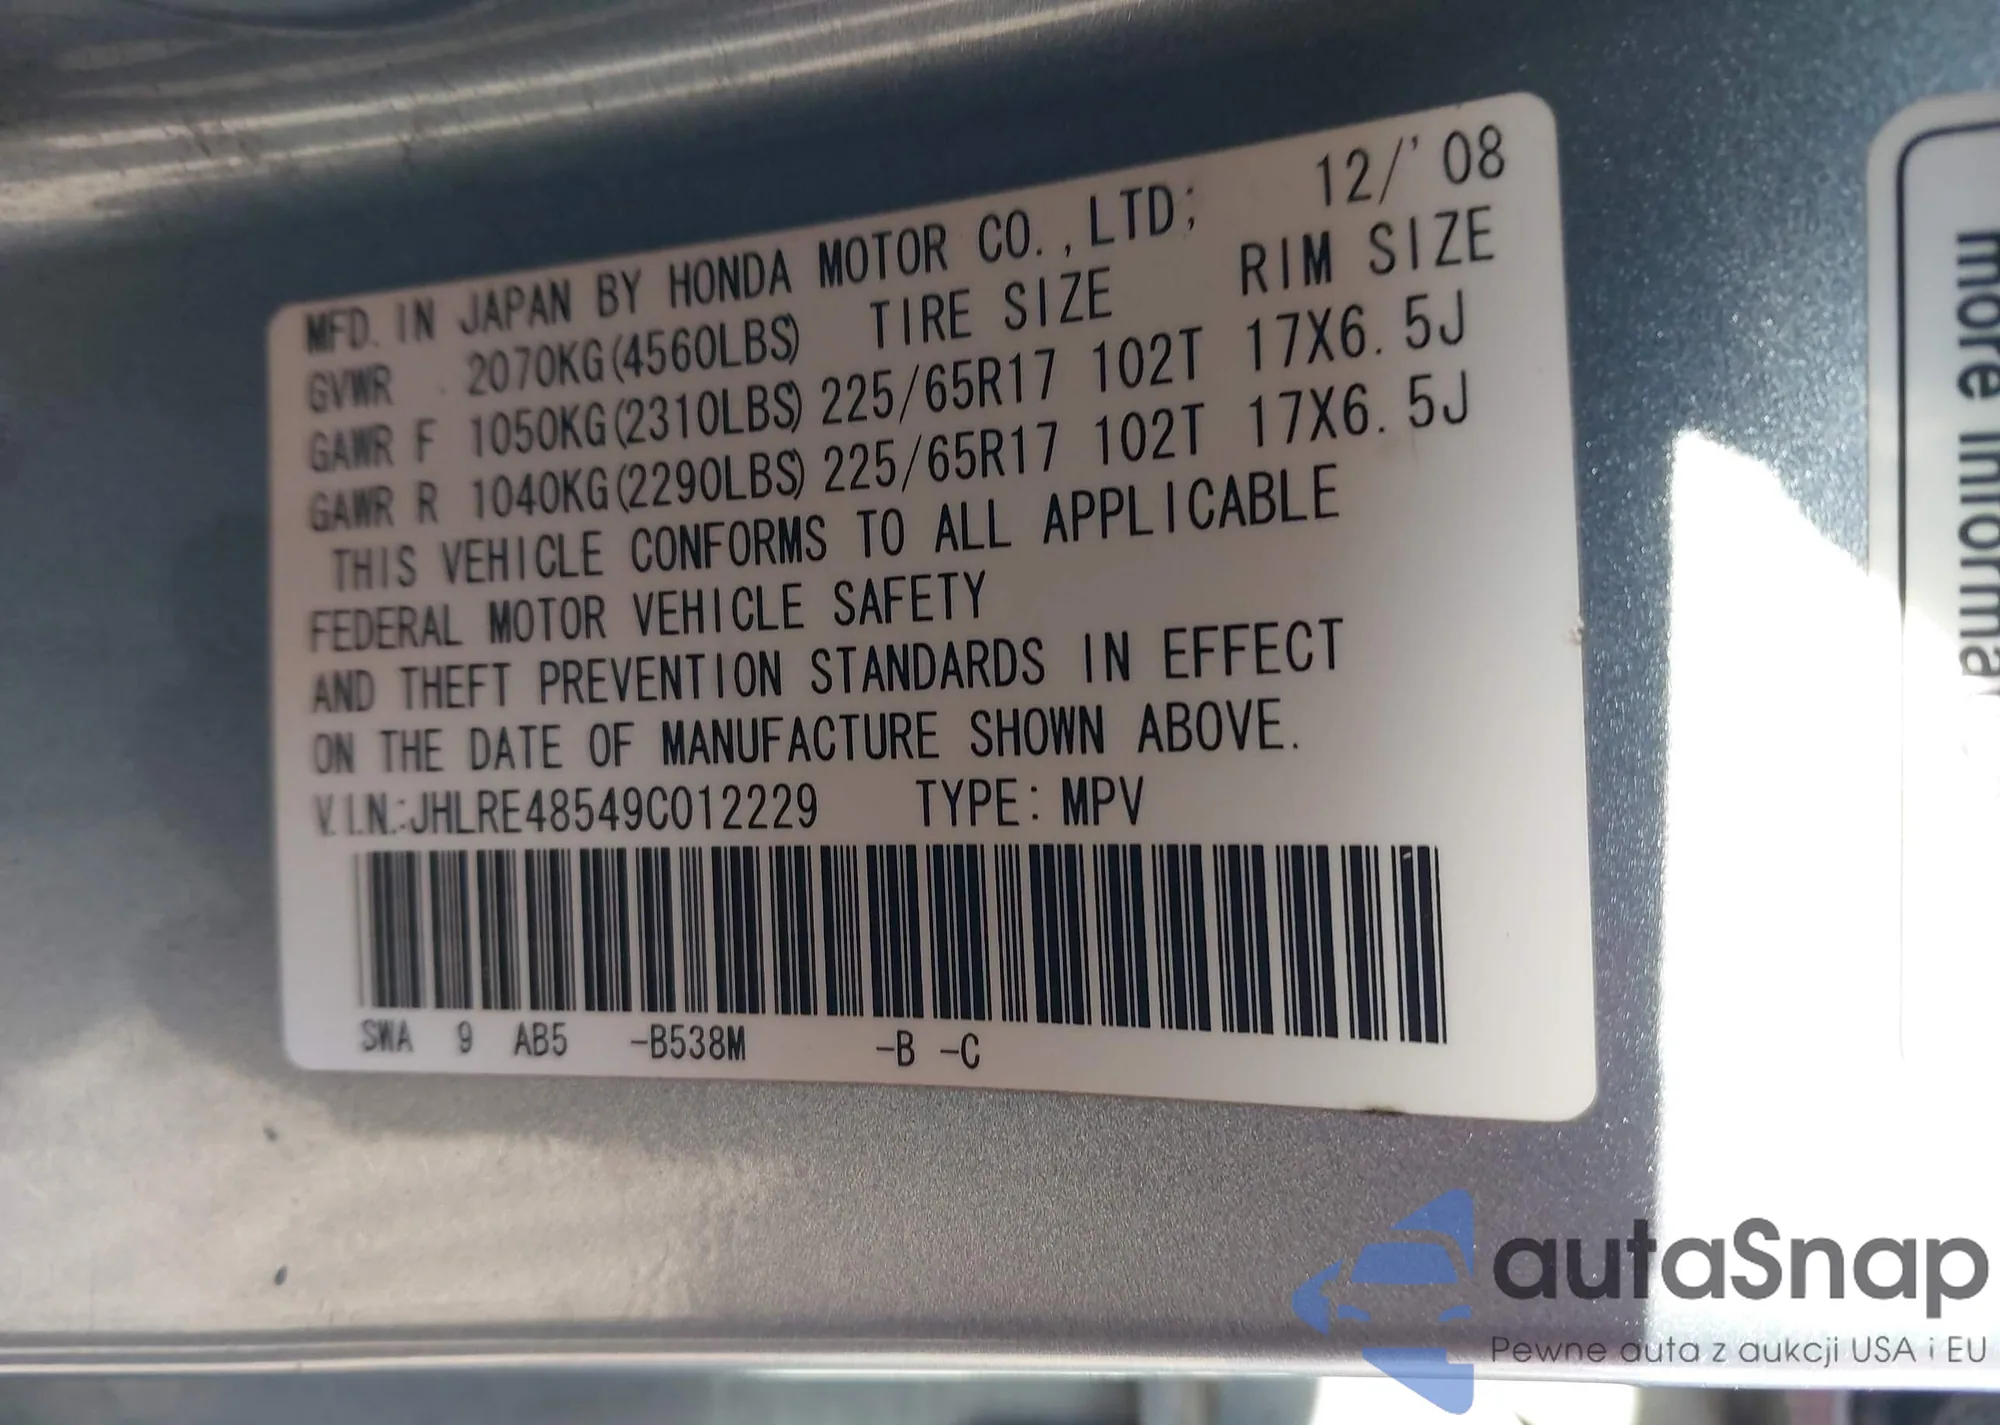 MFD. IN JAPAN BY HONDA MOTOR CO.,LTD; 12/'08
GVWR 2070KG(4560LBS) TIRE SIZE RIM SIZE
GAWR F 1050KG(2310LBS) 225/65R17 102T 17X6.5J
GAWR R 1040KG(2290LBS) 225/65R17 102T 17X6.5J
THIS VEHICLE CONFORMS TO ALL APPLICABLE
FEDERAL MOTOR VEHICLE SAFETY
AND THEFT PREVENTION STANDARDS IN EFFECT
ON THE DATE OF MANUFACTURE SHOWN ABOVE.
V.I.N.:JHLRE48549C012229 TYPE: MPV
SWA 9 AB5 -B538M -B -C
more
autaSnap
Pewne auta z aukcji USA i EU